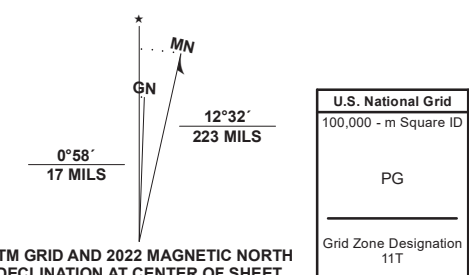 ★
MN
GN
12°32´
223 MILS
0°58´
17 MILS
TM GRID AND 2022 MAGNETIC NORTH
DECLINATION AT CENTER OF SHEET
U.S. National Grid
100,000 - m Square ID
PG
Grid Zone Designation
11T